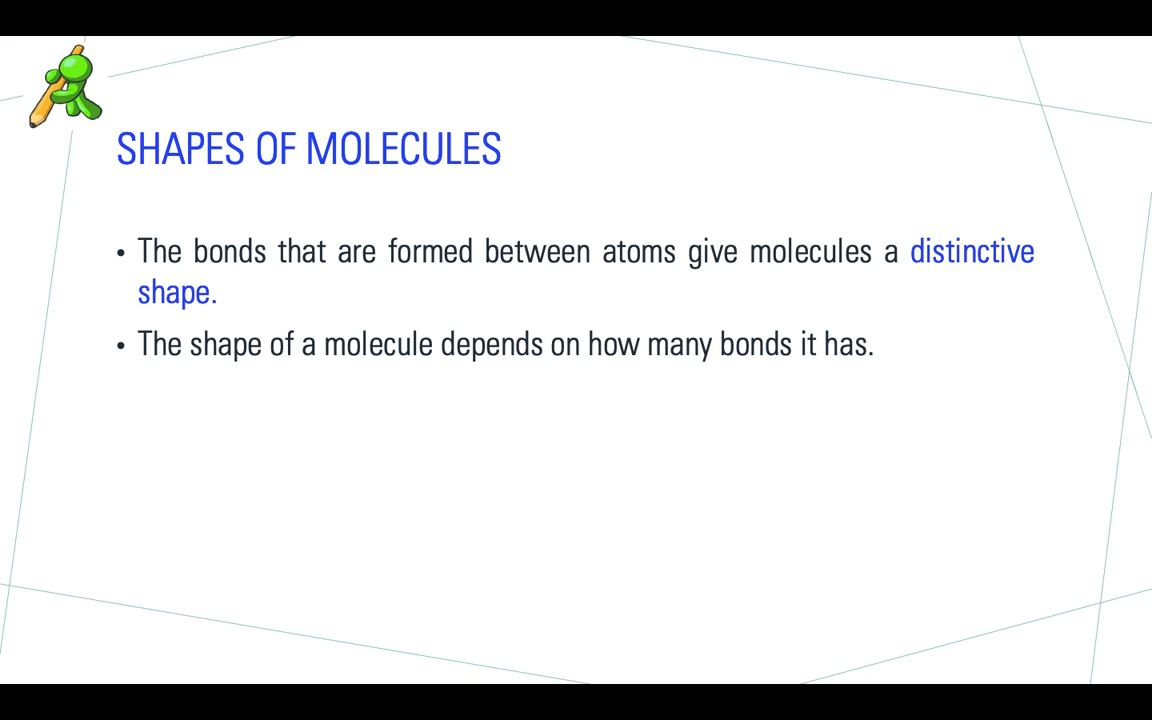 SHAPES OF MOLECULES
• The bonds that are formed between atoms give molecules a distinctive
shape.
• The shape of a molecule depends on how many bonds it has.